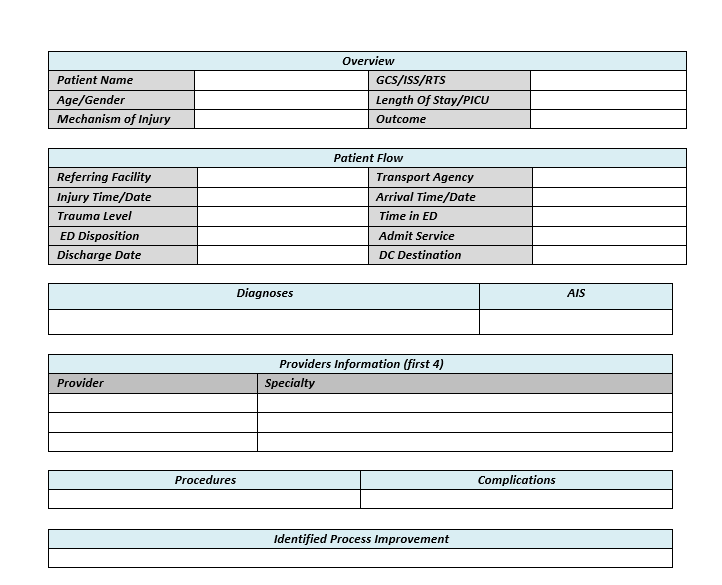 Overview
Patient Name GCS/ISS/RTS
Age/Gender Length Of Stay/PICU
Mechanism of Injury Outcome
Patient Flow
Referring Facility Transport Agency
Injury Time/Date Arrival Time/Date
Trauma Level Time in ED
ED Disposition Admit Service
Discharge Date DC Destination
Diagnoses AIS
Providers Information (first 4)
Provider Specialty
Procedures Complications
Identified Process Improvement